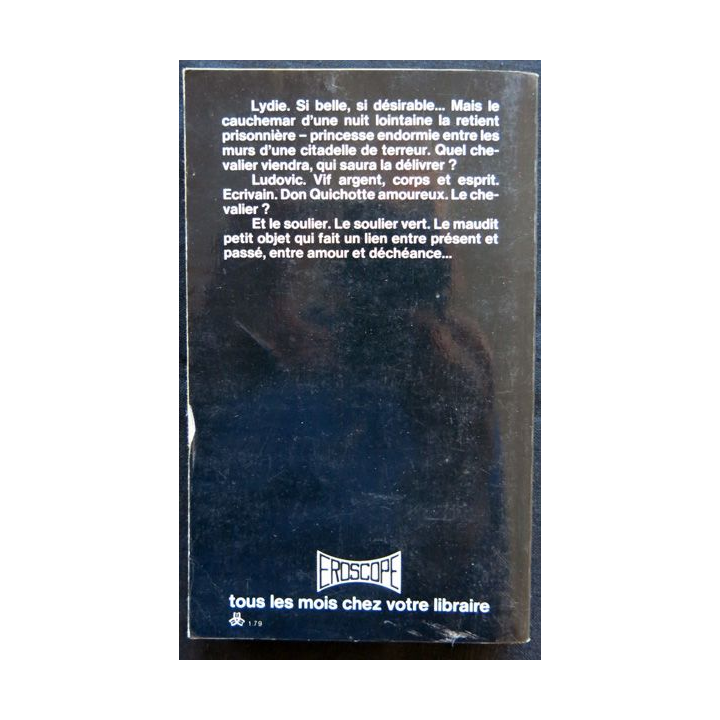 Lydie. Si belle, si désirable... Mais le
cauchemar d'une nuit lointaine la retient
prisonnière – princesse endormie entre les
murs d'une citadelle de terreur. Quel che-
valier viendra, qui saura la délivrer ?
Ludovic. Vif argent, corps et esprit.
Ecrivain. Don Quichotte amoureux. Le che-
valier ?
Et le soulier. Le soulier vert. Le maudit
petit objet qui fait un lien entre présent et
passé, entre amour et déchéance...
EROSCOPE
tous les mois chez votre libraire
1.79